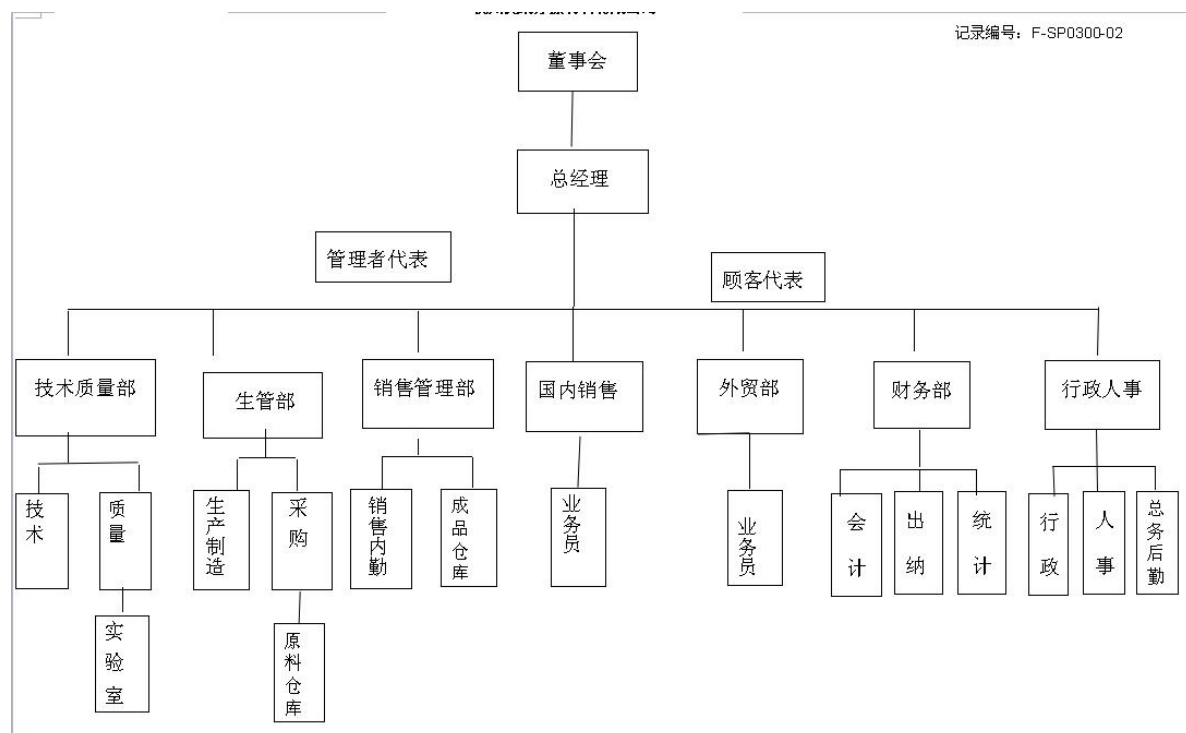 记录编号：F-SP0300-02
董事会
总经理
管理者代表
顾客代表
技术质量部
生管部
销售管理部
国内销售
外贸部
财务部
行政人事
技术
质量
生产制造
采购
销售内勤
成品仓库
业务员
业务员
会计
出纳
统计
行政
人事
总务后勤
实验室
原料仓库